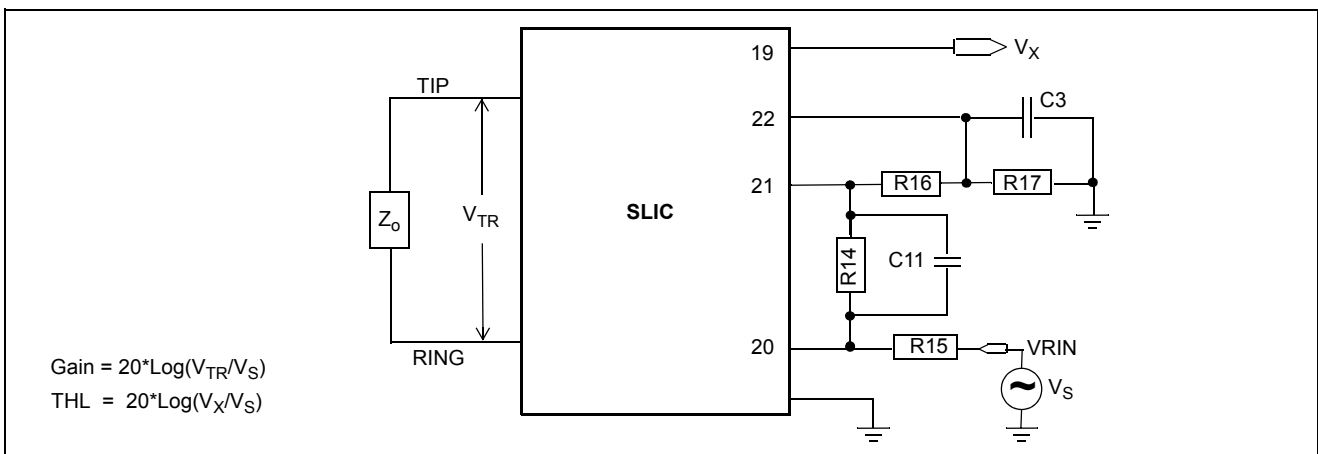 19
V_X
TIP
C3
22
21
R16
R17
Z_o
V_TR
SLIC
R14
C11
20
R15
VRIN
RING
V_S
Gain = 20*Log(V_TR/V_S)
THL = 20*Log(V_X/V_S)